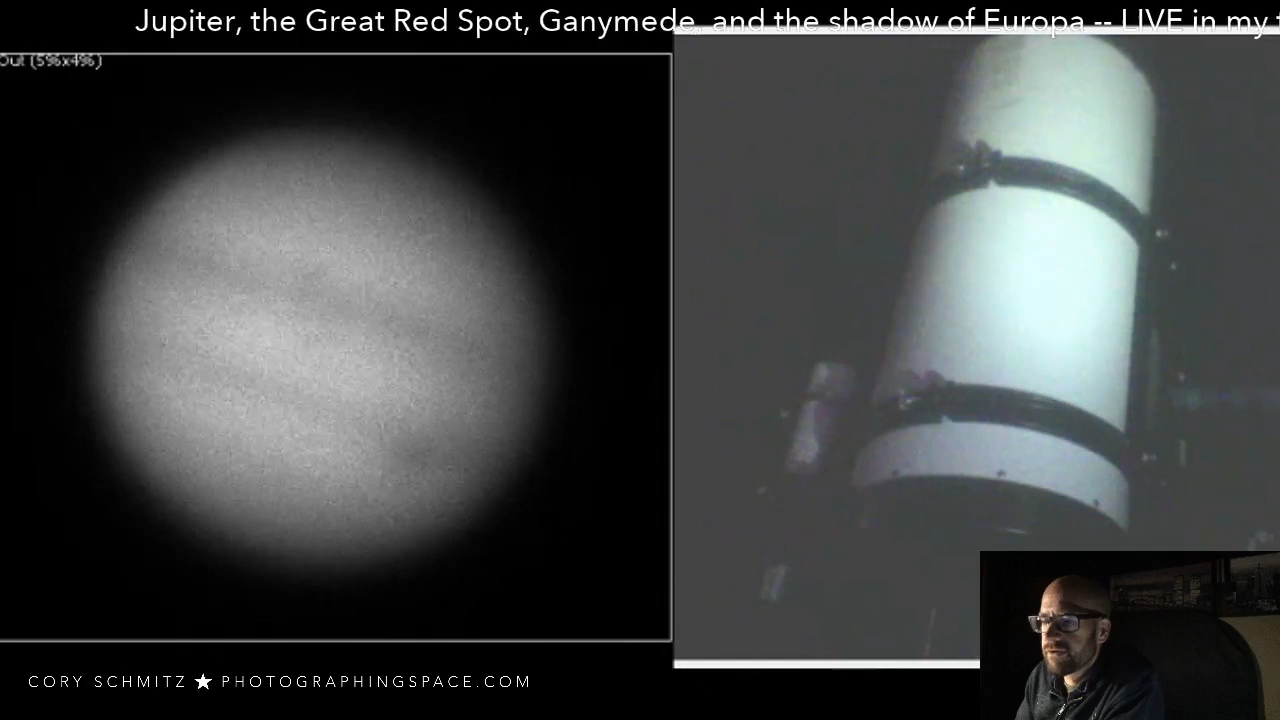 Jupiter, the Great Red Spot, Ganymede, and the shadow of Europa -- LIVE in my
Out (596x496)
CORY SCHMITZ ★ PHOTOGRAPHINGSPACE.COM